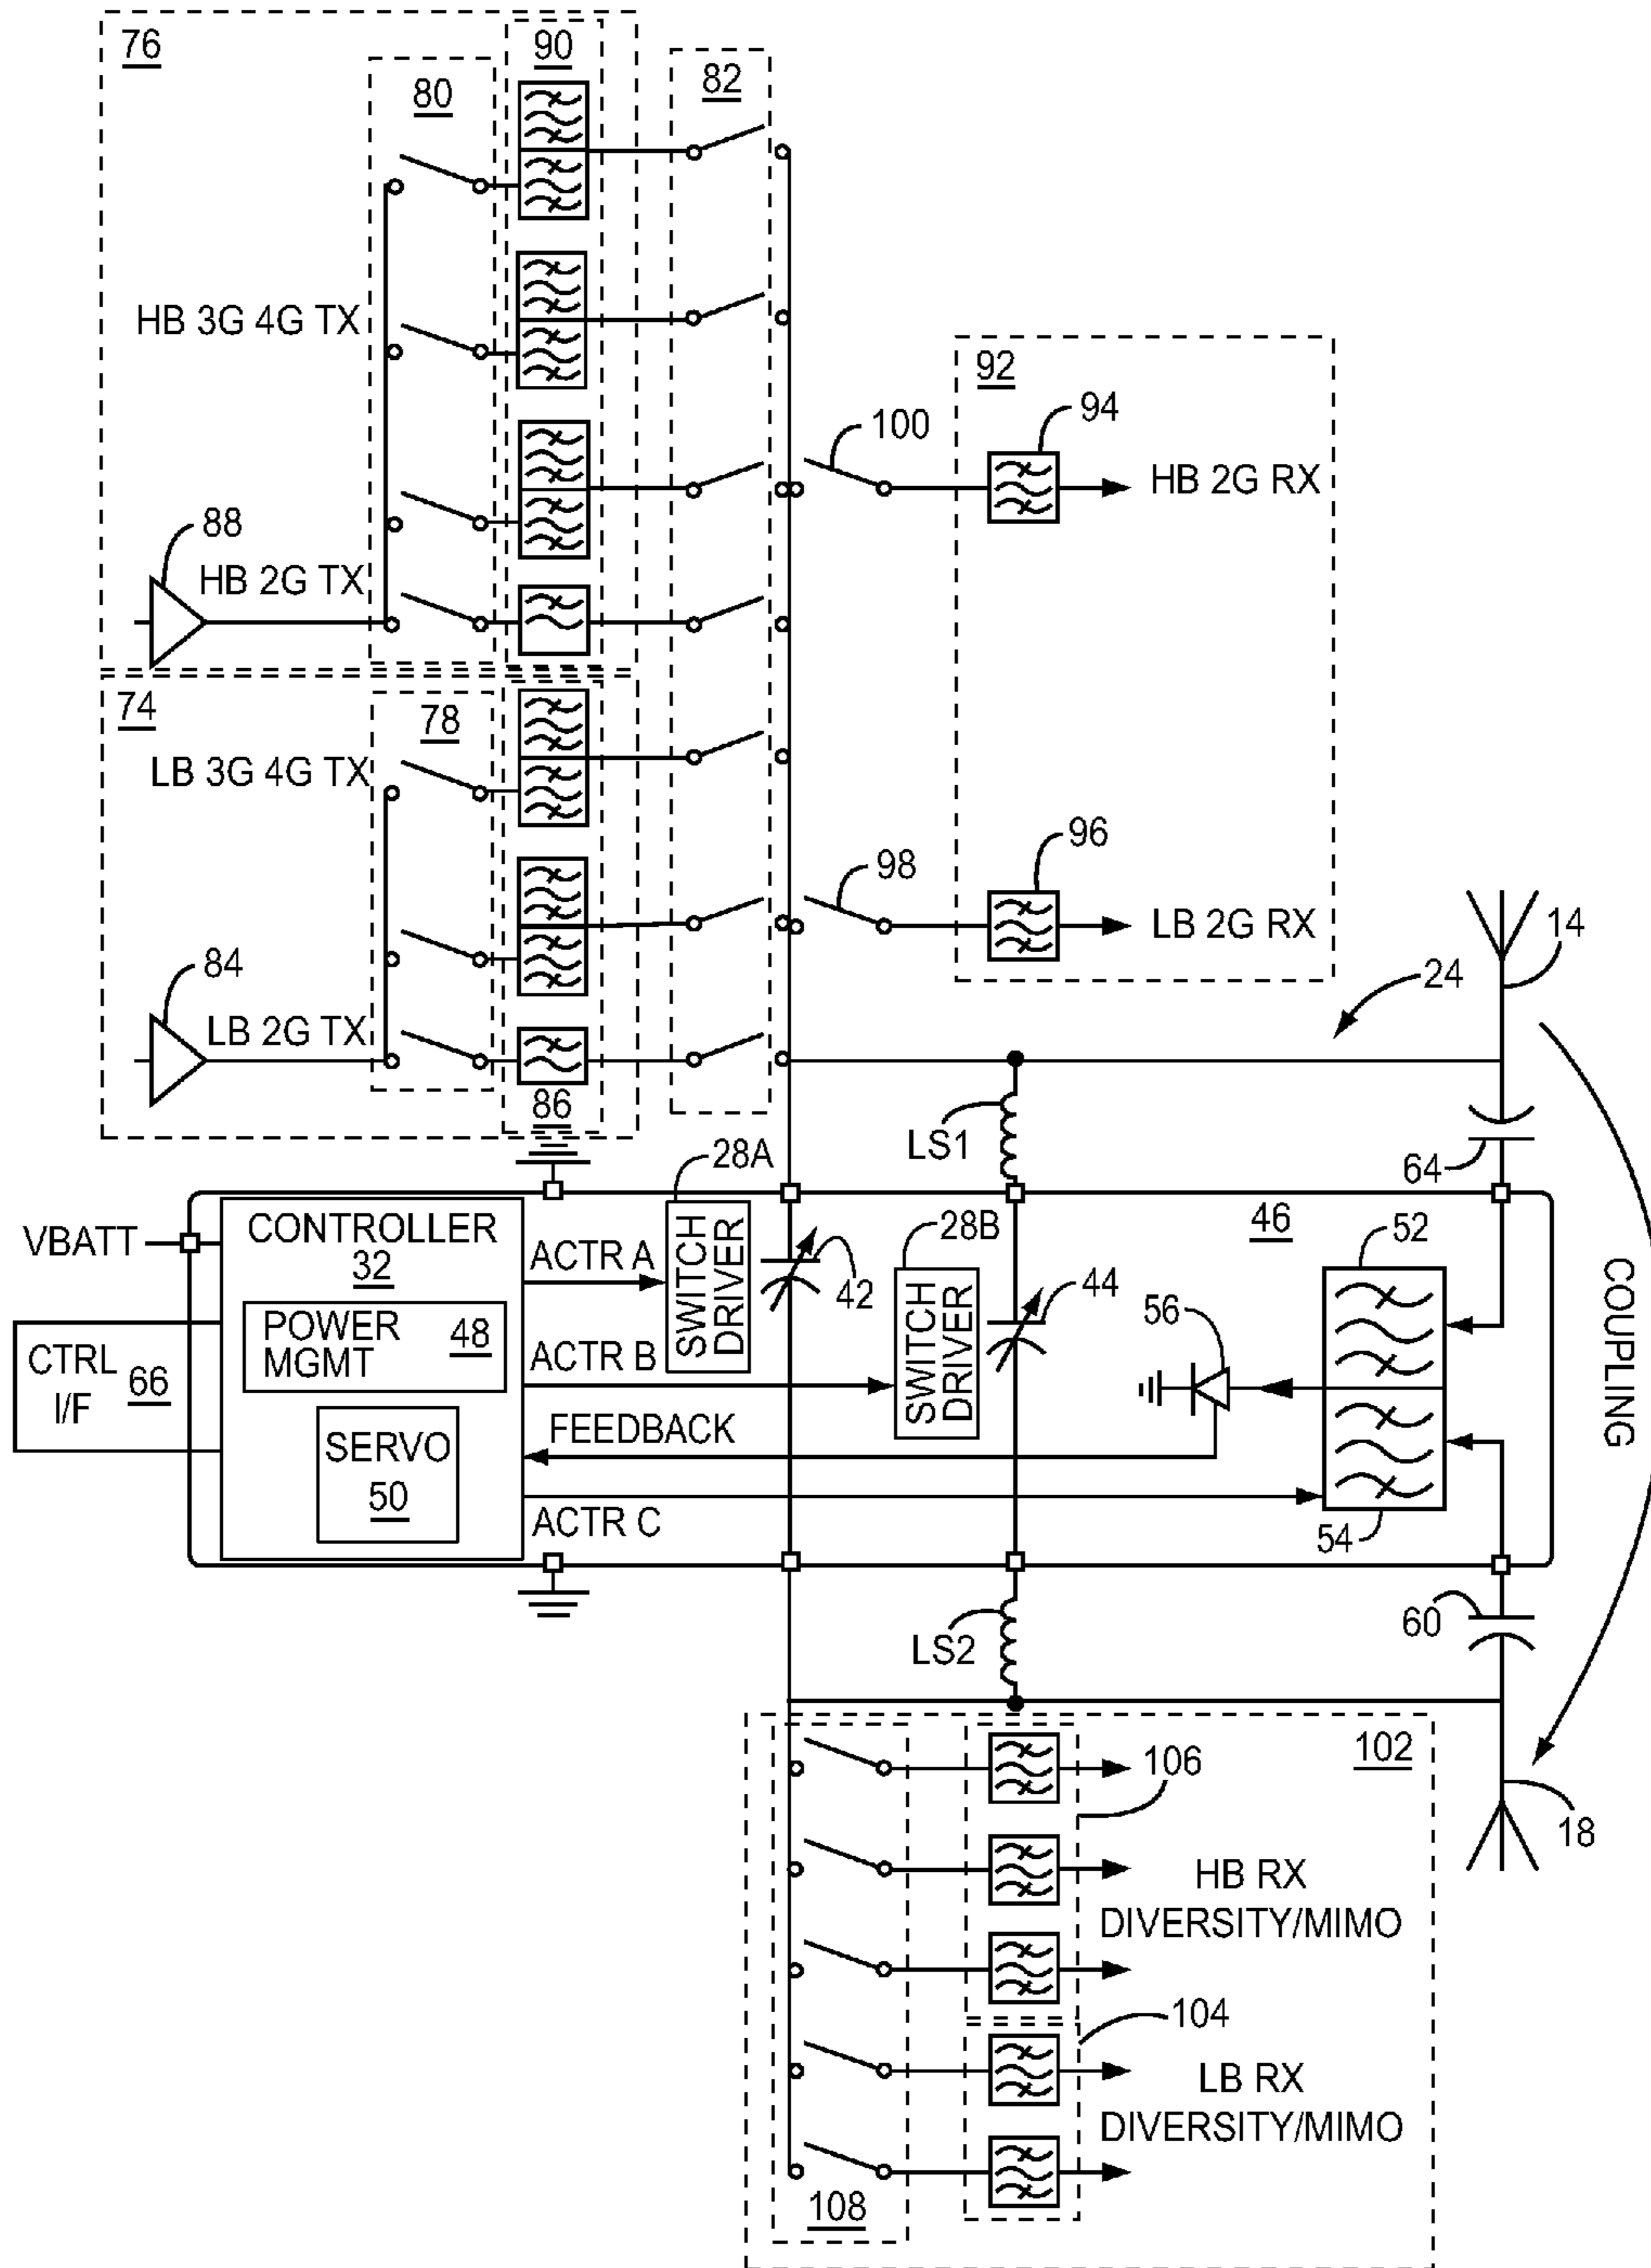 76
90
80
82
HB 3G 4G TX
92
94
100
HB 2G RX
88
HB 2G TX
74
78
LB 3G 4G TX
96
98
LB 2G RX
14
84
24
LB 2G TX
86
LS1
28A
64
VBATT
CONTROLLER
32
ACTR A
SWITCH
DRIVER
42
28B
46
52
POWER
MGMT
48
ACTR B
SWITCH
DRIVER
44
56
COUPLING
CTRL
I/F
66
FEEDBACK
SERVO
50
ACTR C
54
60
LS2
102
106
18
HB RX
DIVERSITY/MIMO
104
LB RX
DIVERSITY/MIMO
108